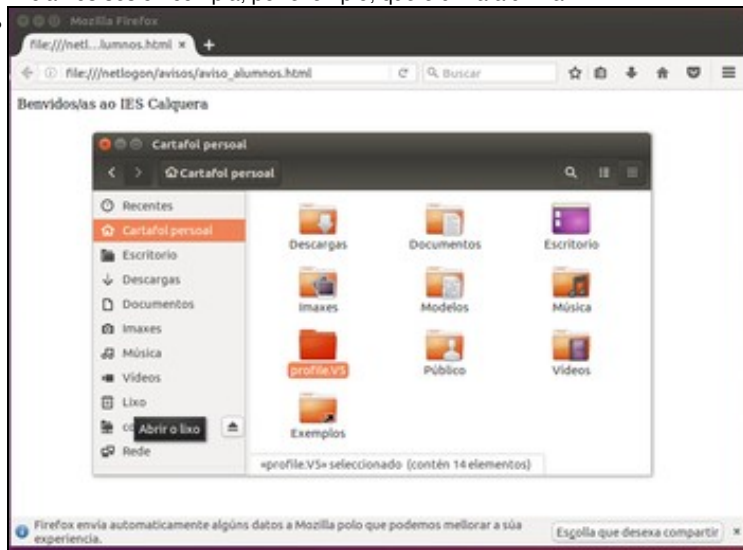 Mozilla Firefox
file:///netl...lumnos.html × +
file:///netlogon/avisos/aviso_alumnos.html
Buscar
Benvidos/as ao IES Calquera
Cartafol persoal
Cartafol persoal
Recentes
Cartafol persoal
Escritorio
Descargas
Documentos
Imaxes
Música
Vídeos
Lixo
Abrir o lixo
Rede
Descargas Documentos Escritorio
Imaxes Modelos Música
profile.V5 Público Vídeos
Exemplos
«profile.V5» seleccionado (contén 14 elementos)
Firefox envía automaticamente algúns datos a Mozilla polo que podemos mellorar a súa
experiencia.
Escolla que desexa compartir ×